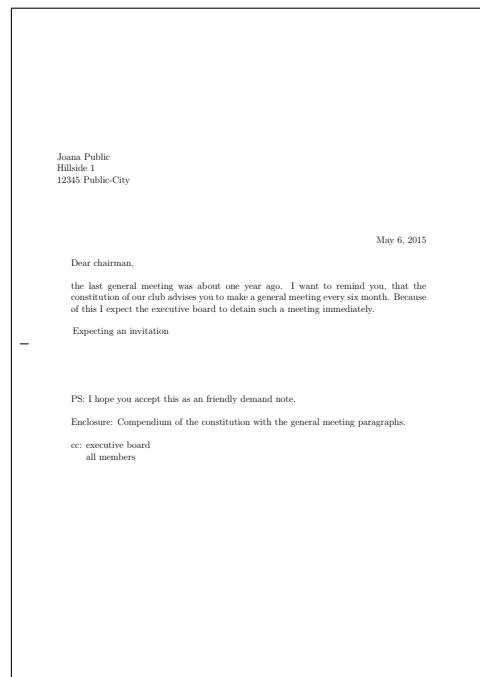 Joana Public
Hillside 1
12345 Public-City
May 6, 2015
Dear chairman,
the last general meeting was about one year ago. I want to remind you, that the
constitution of our club advises you to make a general meeting every six month. Because
of this I expect the executive board to detain such a meeting immediately.
Expecting an invitation
PS: I hope you accept this as an friendly demand note.
Enclosure: Compendium of the constitution with the general meeting paragraphs.
cc: executive board
all members